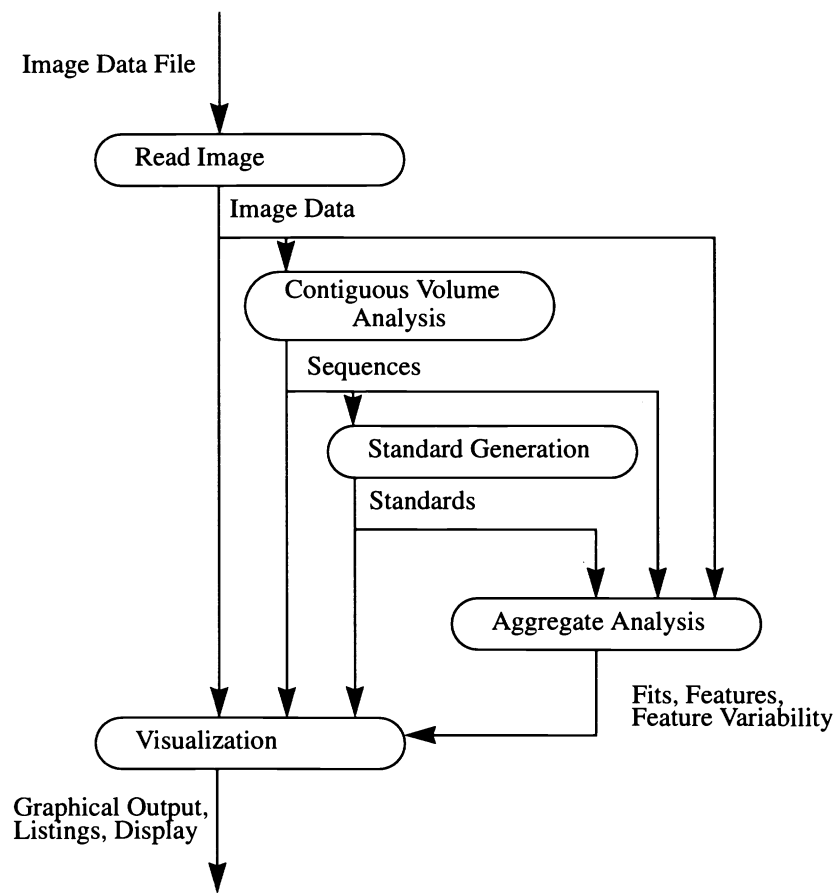 Image Data File
Read Image
Image Data
Contiguous Volume
Analysis
Sequences
Standard Generation
Standards
Aggregate Analysis
Fits, Features,
Feature Variability
Visualization
Graphical Output,
Listings, Display